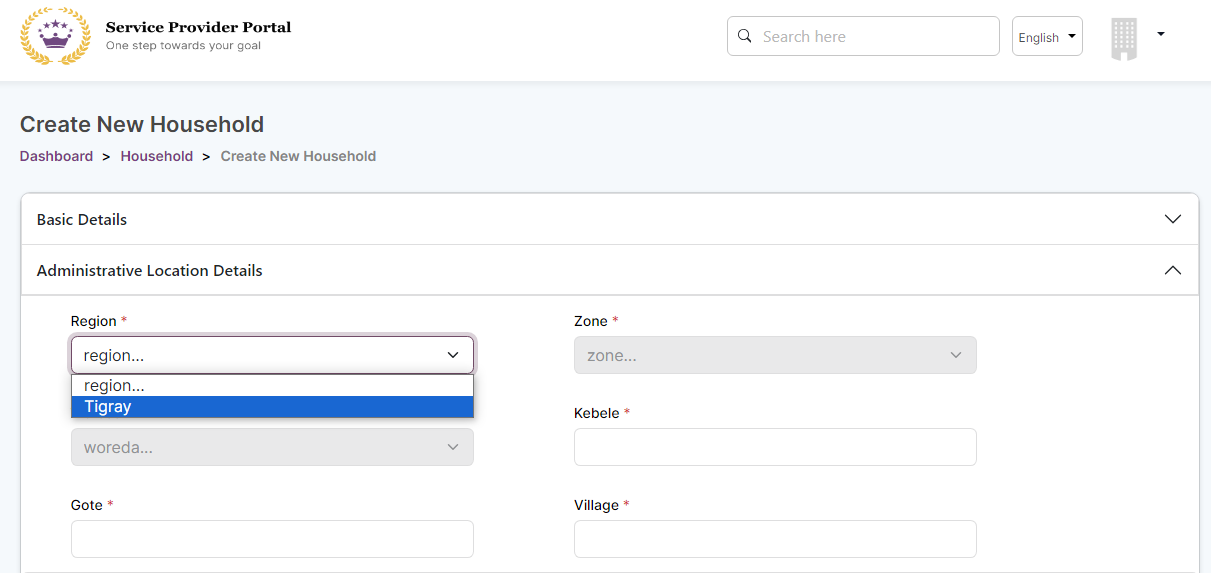 Service Provider Portal
One step towards your goal
Search here
English
Create New Household
Dashboard > Household > Create New Household
Basic Details
Administrative Location Details
Region *
Zone *
region...
zone...
region...
Tigray
Kebele *
woreda...
Gote *
Village *